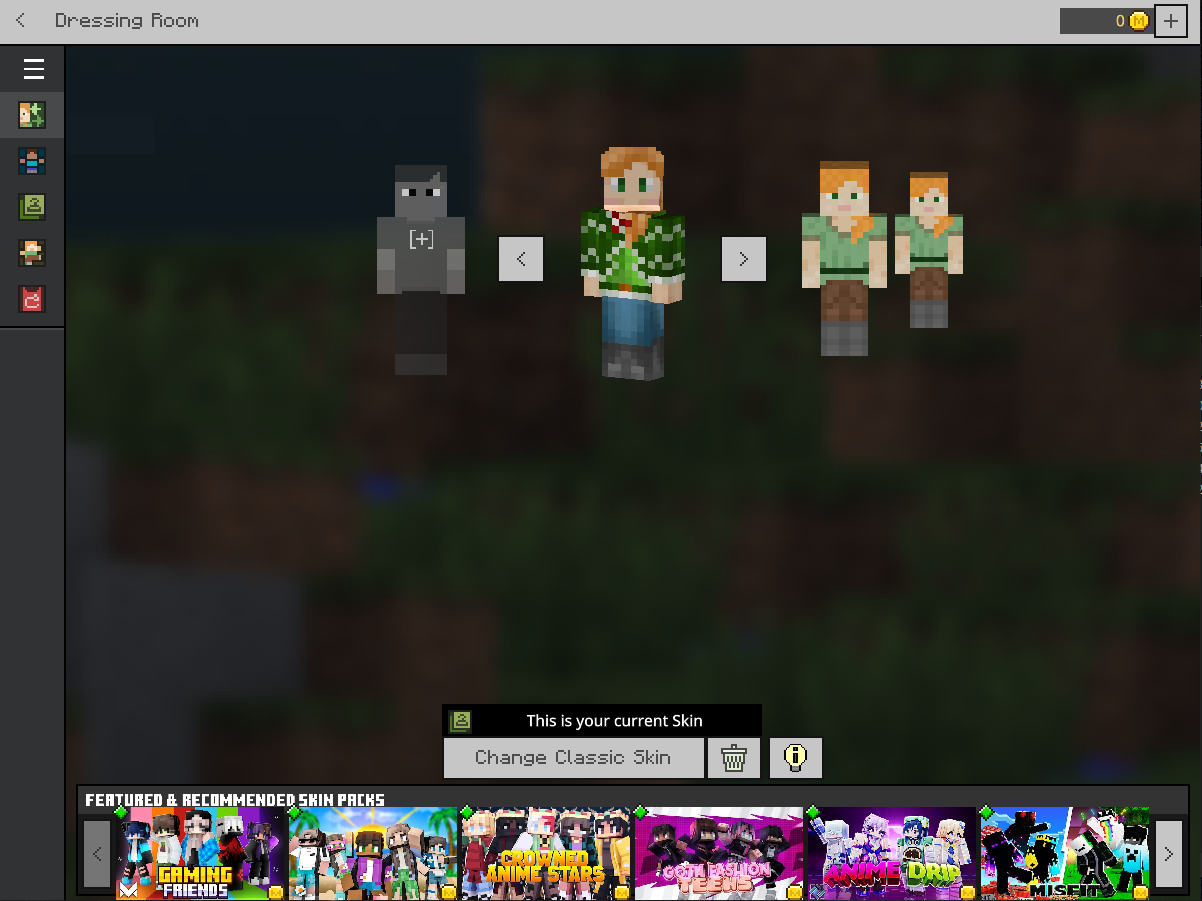 Dressing Room
0
[+]
This is your current Skin
Change Classic Skin
FEATURED & RECOMMENDED SKIN PACKS
GAMING
FRIENDS
CROWNED
ANIME STARS
GOTH FASHION
TEENS
ANIME DRIP
MISFITS